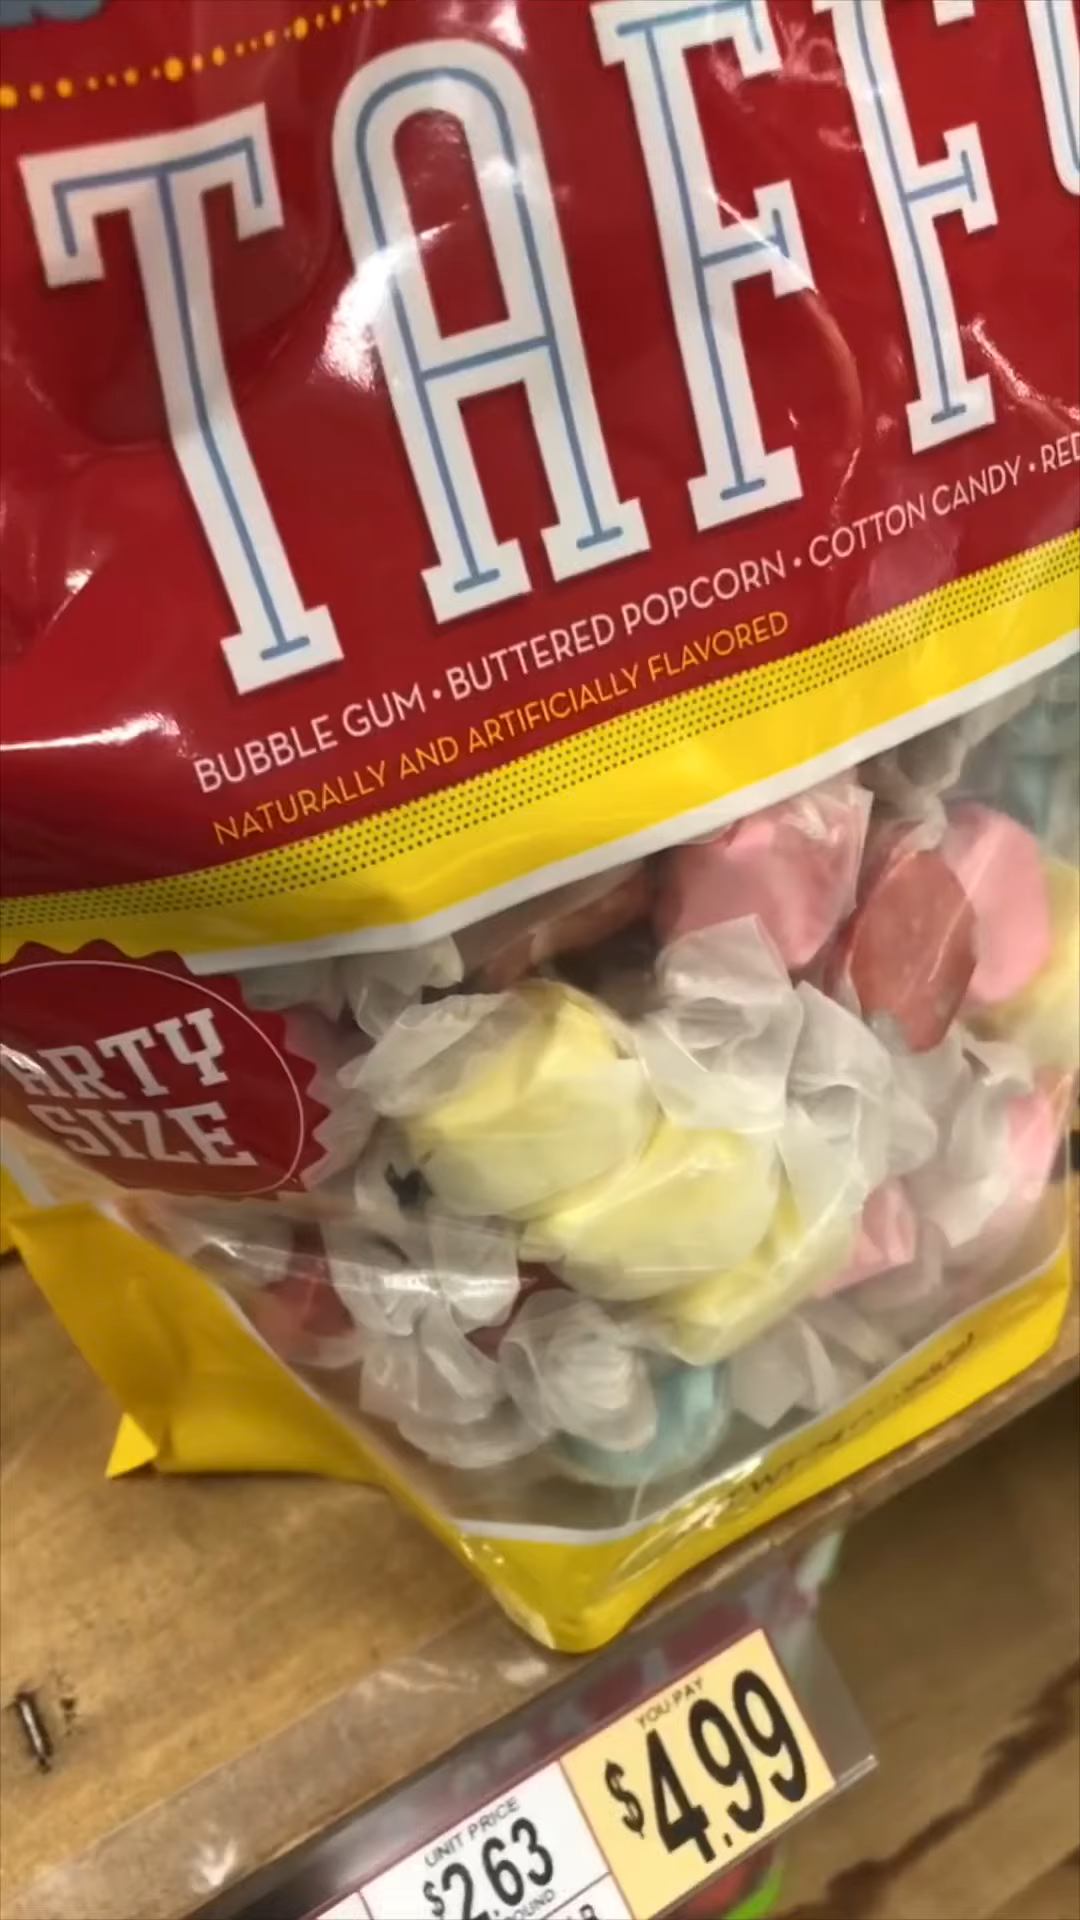 TAFF
BUBBLE GUM • BUTTERED POPCORN • COTTON CANDY • RED
NATURALLY AND ARTIFICIALLY FLAVORED
ARTY
SIZE
YOU PAY
$4.99
UNIT PRICE
$2.63